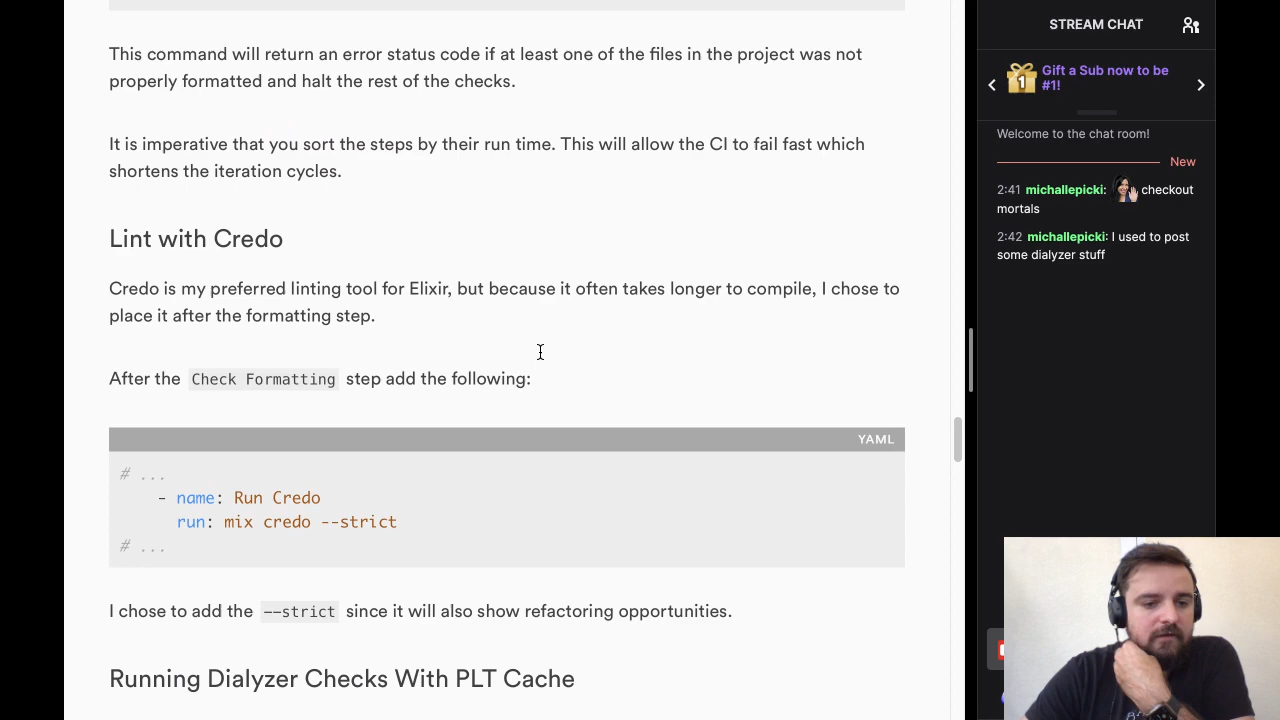 This command will return an error status code if at least one of the files in the project was not
properly formatted and halt the rest of the checks.
It is imperative that you sort the steps by their run time. This will allow the CI to fail fast which
shortens the iteration cycles.
Lint with Credo
Credo is my preferred linting tool for Elixir, but because it often takes longer to compile, I chose to
place it after the formatting step.
After the Check Formatting step add the following:
YAML
# ...
- name: Run Credo
run: mix credo --strict
# ...
I chose to add the --strict since it will also show refactoring opportunities.
Running Dialyzer Checks With PLT Cache
STREAM CHAT
1
Gift a Sub now to be
#1!
Welcome to the chat room!
New
2:41 michallepicki: checkout
mortals
2:42 michallepicki: I used to post
some dialyzer stuff